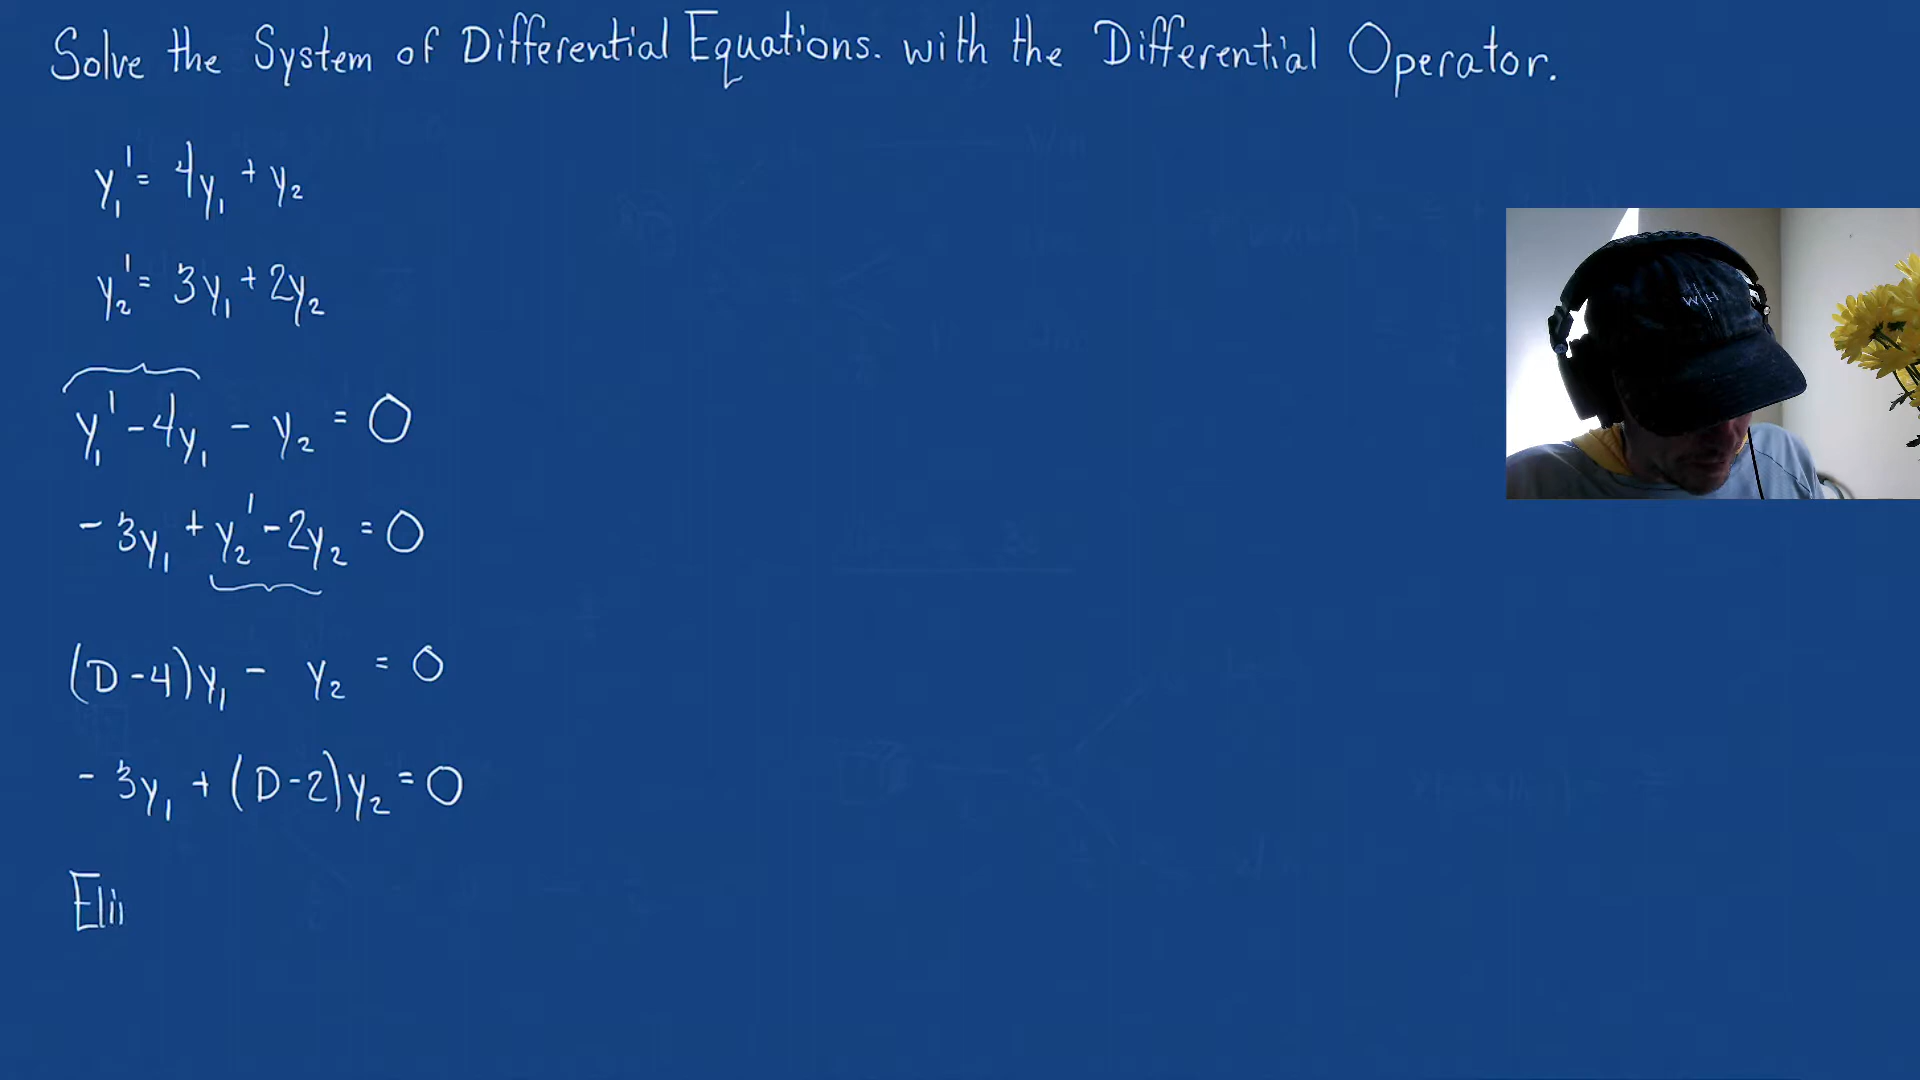 Solve the System of Differential Equations. with the Differential Operator.
y₁' = 4y₁ + y₂
y₂' = 3y₁ + 2y₂
y₁' - 4y₁ - y₂ = 0
- 3y₁ + y₂' - 2y₂ = 0
(D-4)y₁ - y₂ = 0
- 3y₁ + (D-2)y₂ = 0
Elii
W H